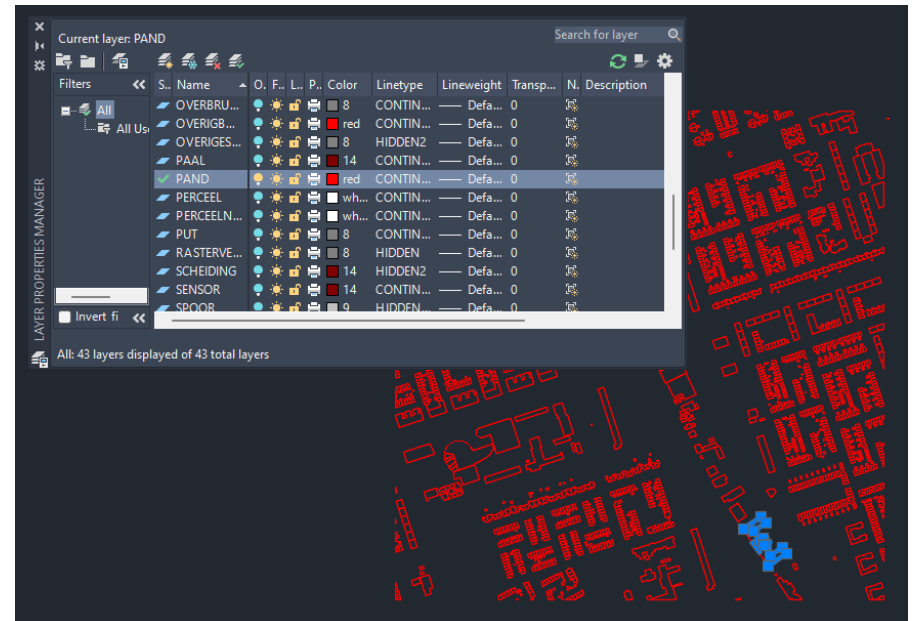 Current layer: PAND
Search for layer
Filters
S.. Name O. F.. L.. P.. Color Linetype Lineweight Transp... N. Description
All
All Us
OVERBRU... 8 CONTIN... Defa... 0
OVERIGB... red CONTIN... Defa... 0
OVERIGES... 8 HIDDEN2 Defa... 0
PAAL 14 CONTIN... Defa... 0
PAND red CONTIN... Defa... 0
PERCEEL wh... CONTIN... Defa... 0
PERCEELN... wh... CONTIN... Defa... 0
PUT 8 CONTIN... Defa... 0
RASTERVE... 8 HIDDEN Defa... 0
SCHEIDING 14 HIDDEN2 Defa... 0
SENSOR 14 CONTIN... Defa... 0
SPOOR 9 HIDDEN... Defa... 0
Invert fi
All: 43 layers displayed of 43 total layers
LAYER PROPERTIES MANAGER